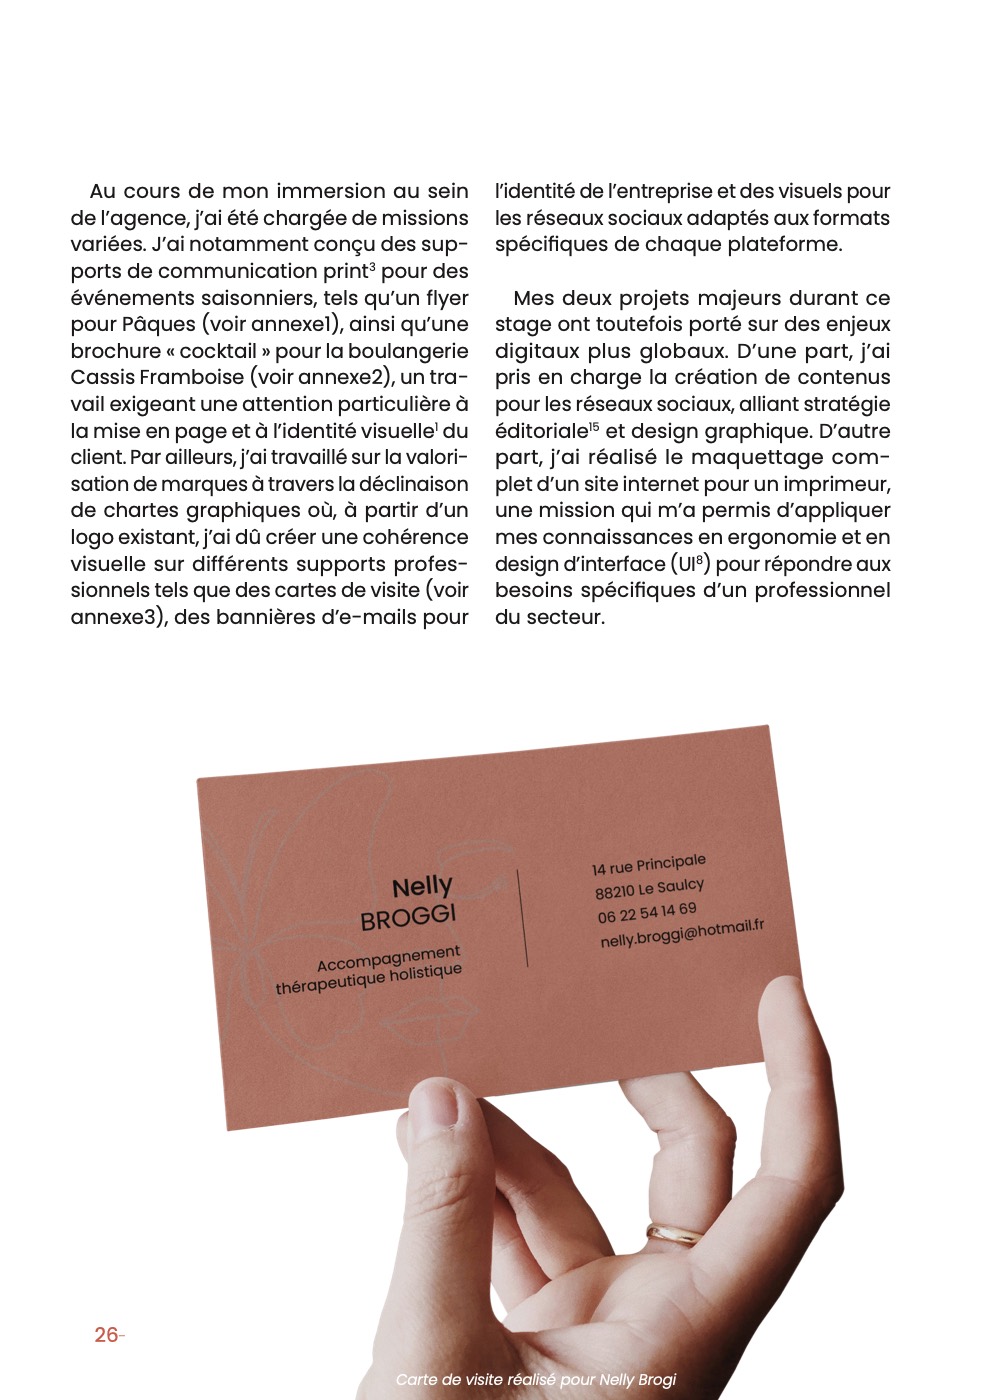 Au cours de mon immersion au sein
de l’agence, j’ai été chargée de missions
variées. J’ai notamment conçu des sup-
ports de communication print³ pour des
événements saisonniers, tels qu’un flyer
pour Pâques (voir annexe1), ainsi qu’une
brochure « cocktail » pour la boulangerie
Cassis Framboise (voir annexe2), un tra-
vail exigeant une attention particulière à
la mise en page et à l’identité visuelle¹ du
client. Par ailleurs, j’ai travaillé sur la valori-
sation de marques à travers la déclinaison
de chartes graphiques où, à partir d’un
logo existant, j’ai dû créer une cohérence
visuelle sur différents supports profes-
sionnels tels que des cartes de visite (voir
annexe3), des bannières d’e-mails pour
l’identité de l’entreprise et des visuels pour
les réseaux sociaux adaptés aux formats
spécifiques de chaque plateforme.
Mes deux projets majeurs durant ce
stage ont toutefois porté sur des enjeux
digitaux plus globaux. D’une part, j’ai
pris en charge la création de contenus
pour les réseaux sociaux, alliant stratégie
éditoriale¹⁵ et design graphique. D’autre
part, j’ai réalisé le maquettage com-
plet d’un site internet pour un imprimeur,
une mission qui m’a permis d’appliquer
mes connaissances en ergonomie et en
design d’interface (UI⁸) pour répondre aux
besoins spécifiques d’un professionnel
du secteur.
Nelly
BROGGI
Accompagnement
thérapeutique holistique
14 rue Principale
88210 Le Saulcy
06 22 54 14 69
nelly.broggi@hotmail.fr
26-
Carte de visite réalisé pour Nelly Brogi